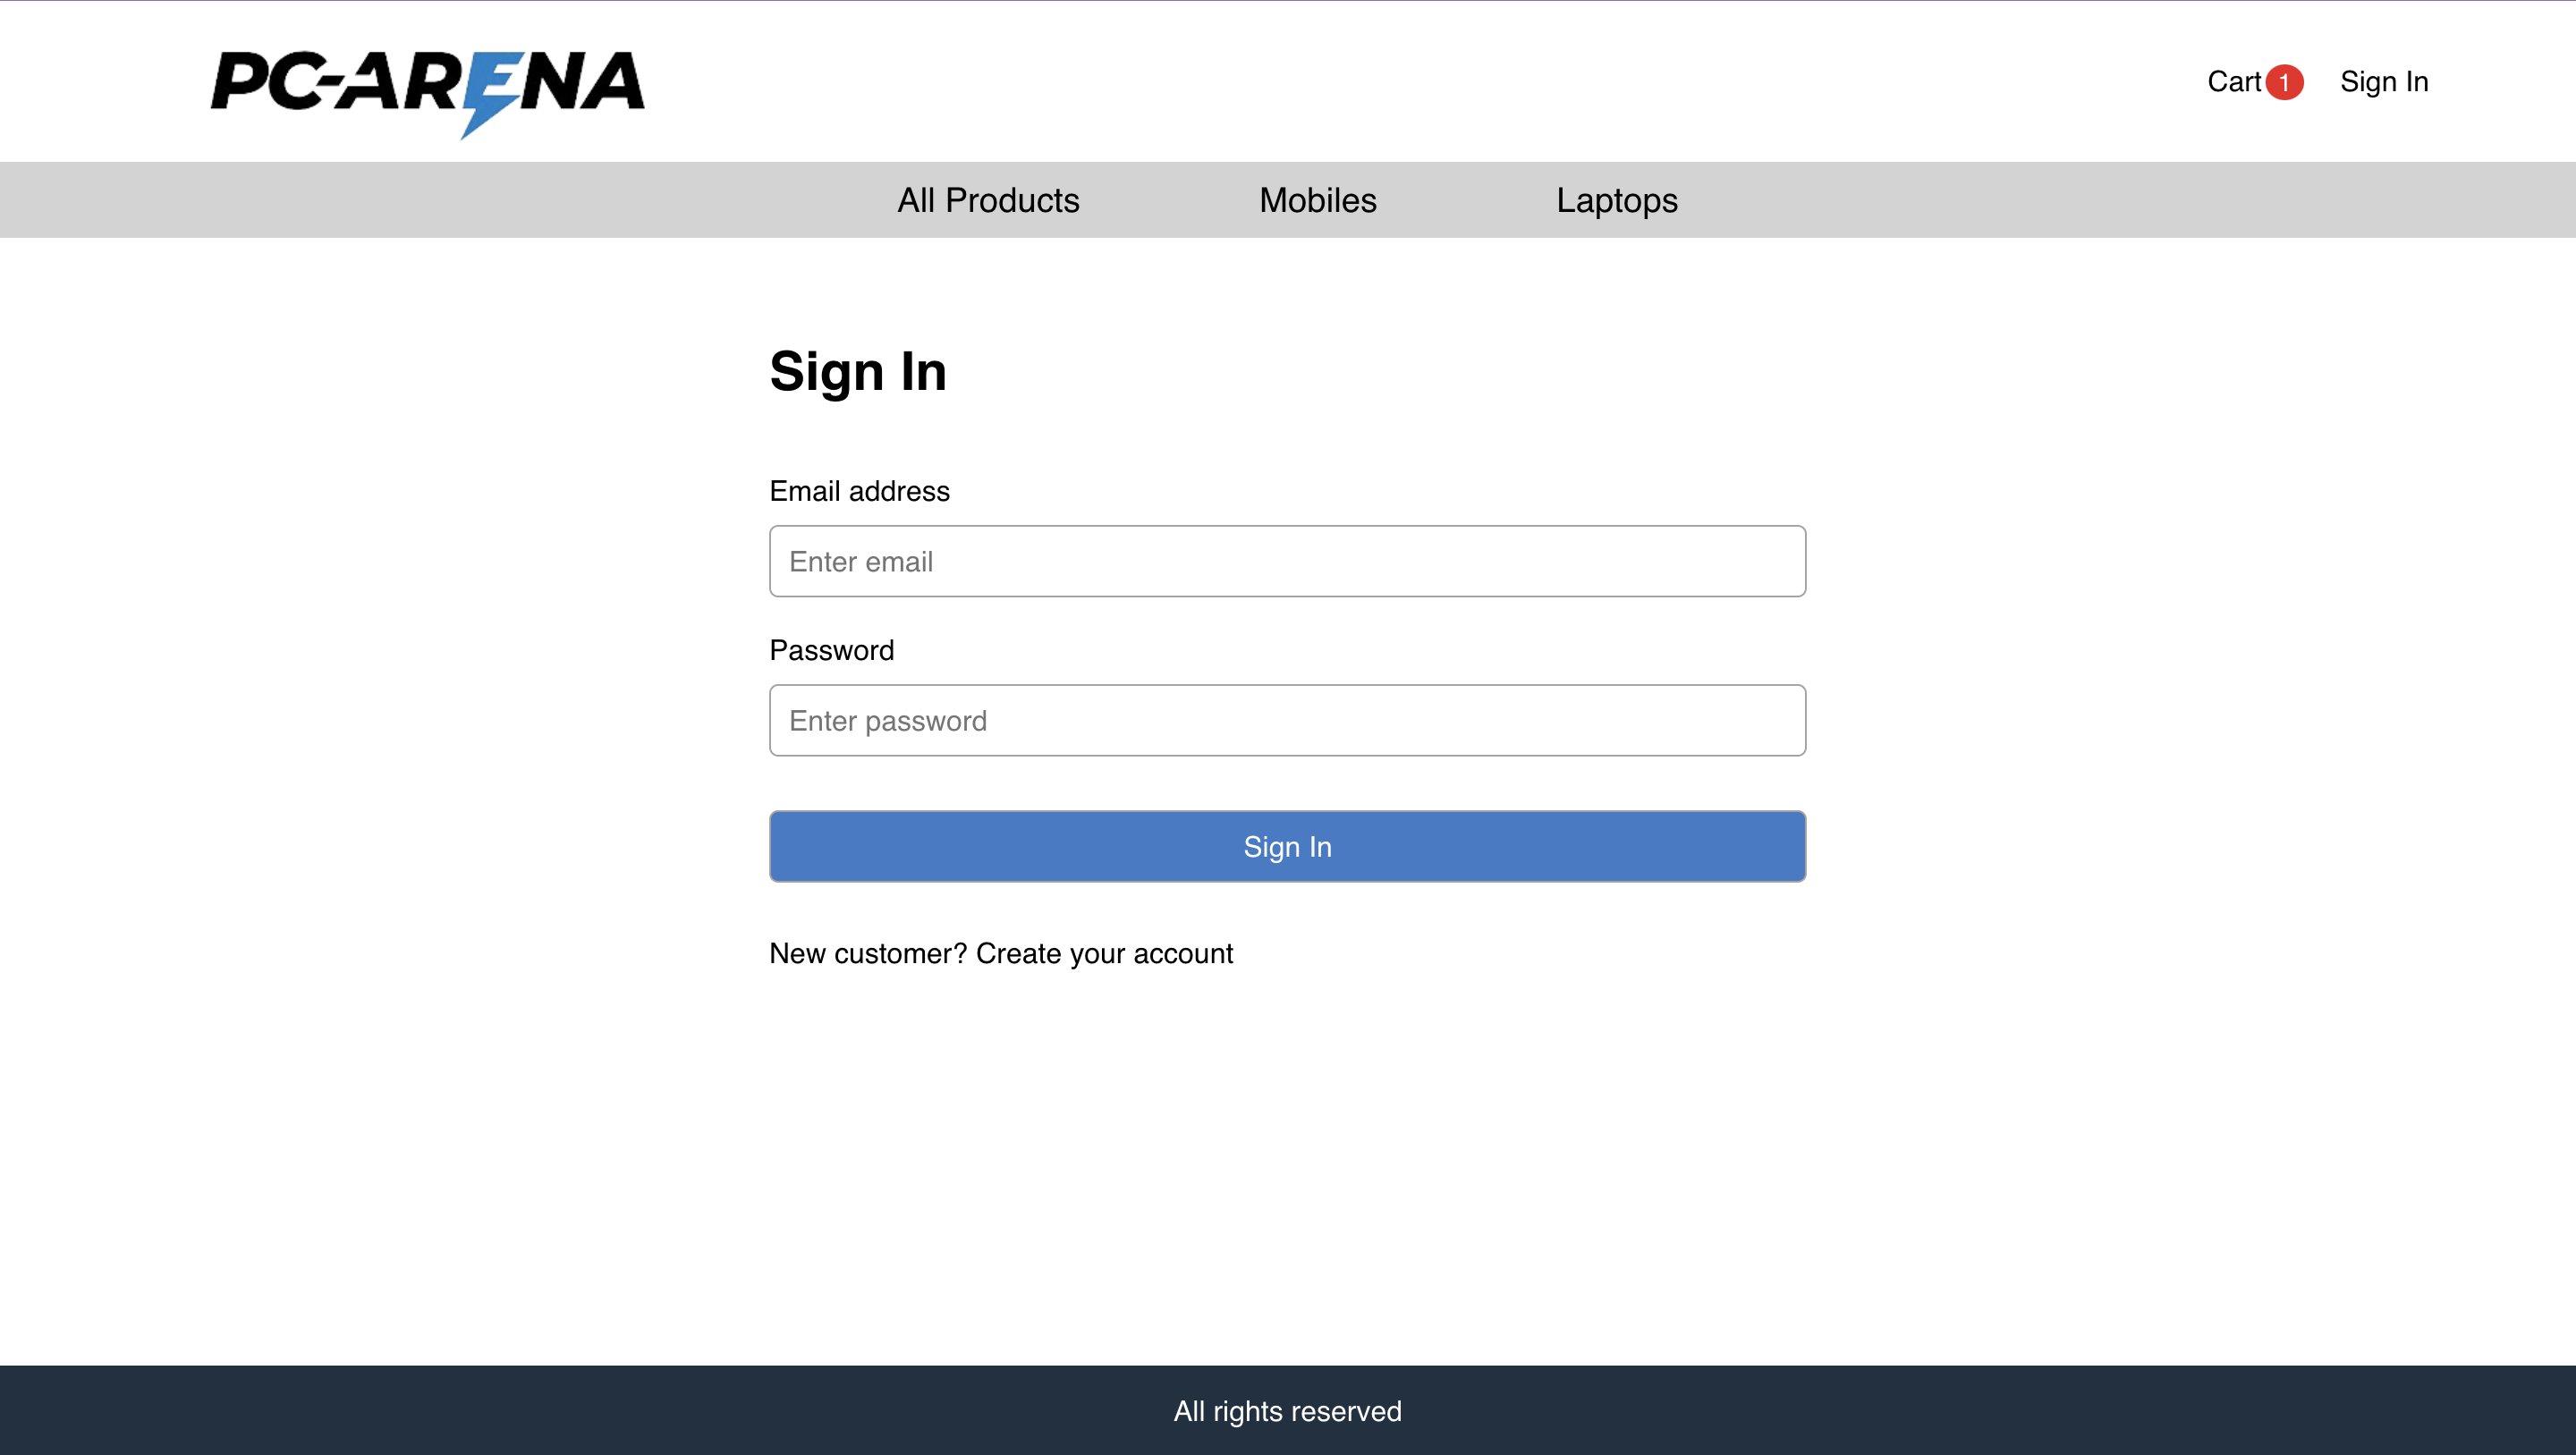 PC-ARENA
Cart 1 Sign In
All Products Mobiles Laptops
Sign In
Email address
Enter email
Password
Enter password
Sign In
New customer? Create your account
All rights reserved